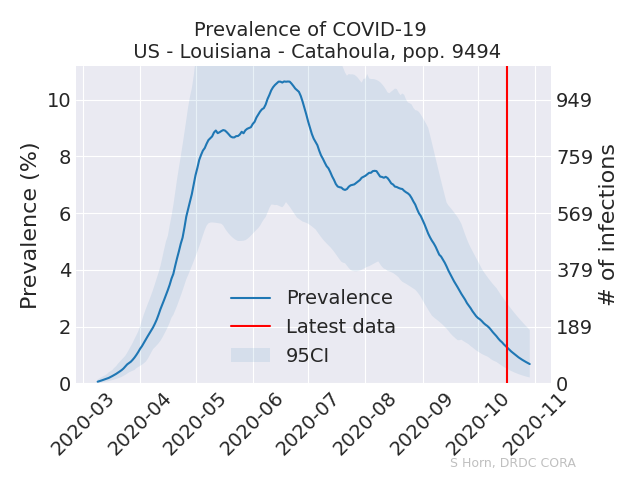 Prevalence of COVID-19
US - Louisiana - Catahoula, pop. 9494
Prevalence (%)
10
8
6
4
2
0
949
759
569
379
189
0
# of infections
Prevalence
Latest data
95CI
2020-03
2020-04
2020-05
2020-06
2020-07
2020-08
2020-09
2020-10
2020-11
S Horn, DRDC CORA